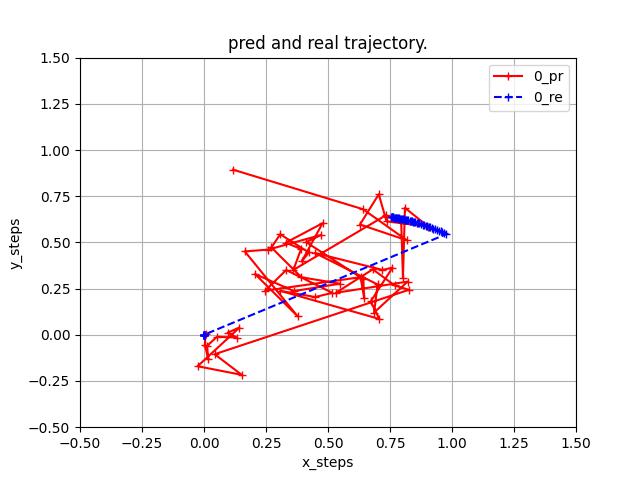 pred and real trajectory.
0_pr
0_re
1.50
1.25
1.00
0.75
0.50
0.25
0.00
−0.25
−0.50
y_steps
−0.50 −0.25 0.00 0.25 0.50 0.75 1.00 1.25 1.50
x_steps